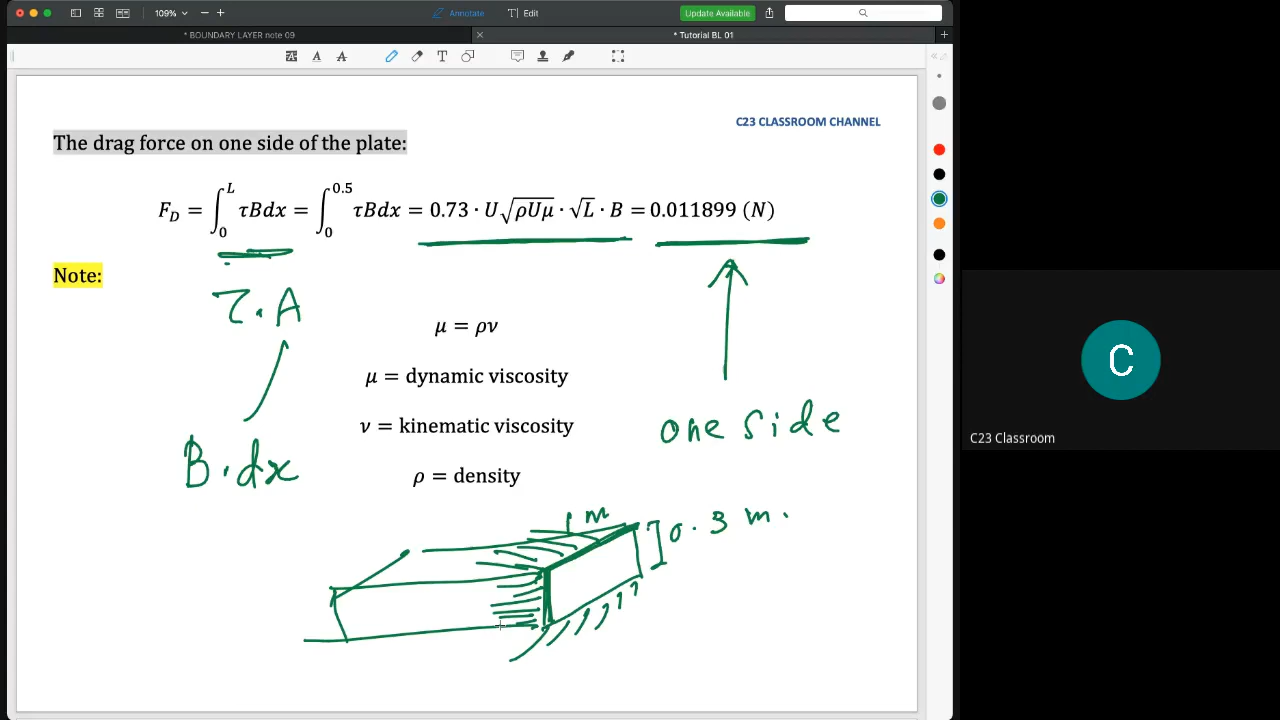 109%
Annotate
Edit
Update Available
* BOUNDARY LAYER note 09
* Tutorial BL 01
C23 CLASSROOM CHANNEL
The drag force on one side of the plate:
F_D = ∫_0^L τBdx = ∫_0^0.5 τBdx = 0.73 · U√ρUμ · √L · B = 0.011899 (N)
Note:
τ · A
μ = ρν
μ = dynamic viscosity
ν = kinematic viscosity
one side
B · dx
ρ = density
1 m
0.3 m.
C
C23 Classroom